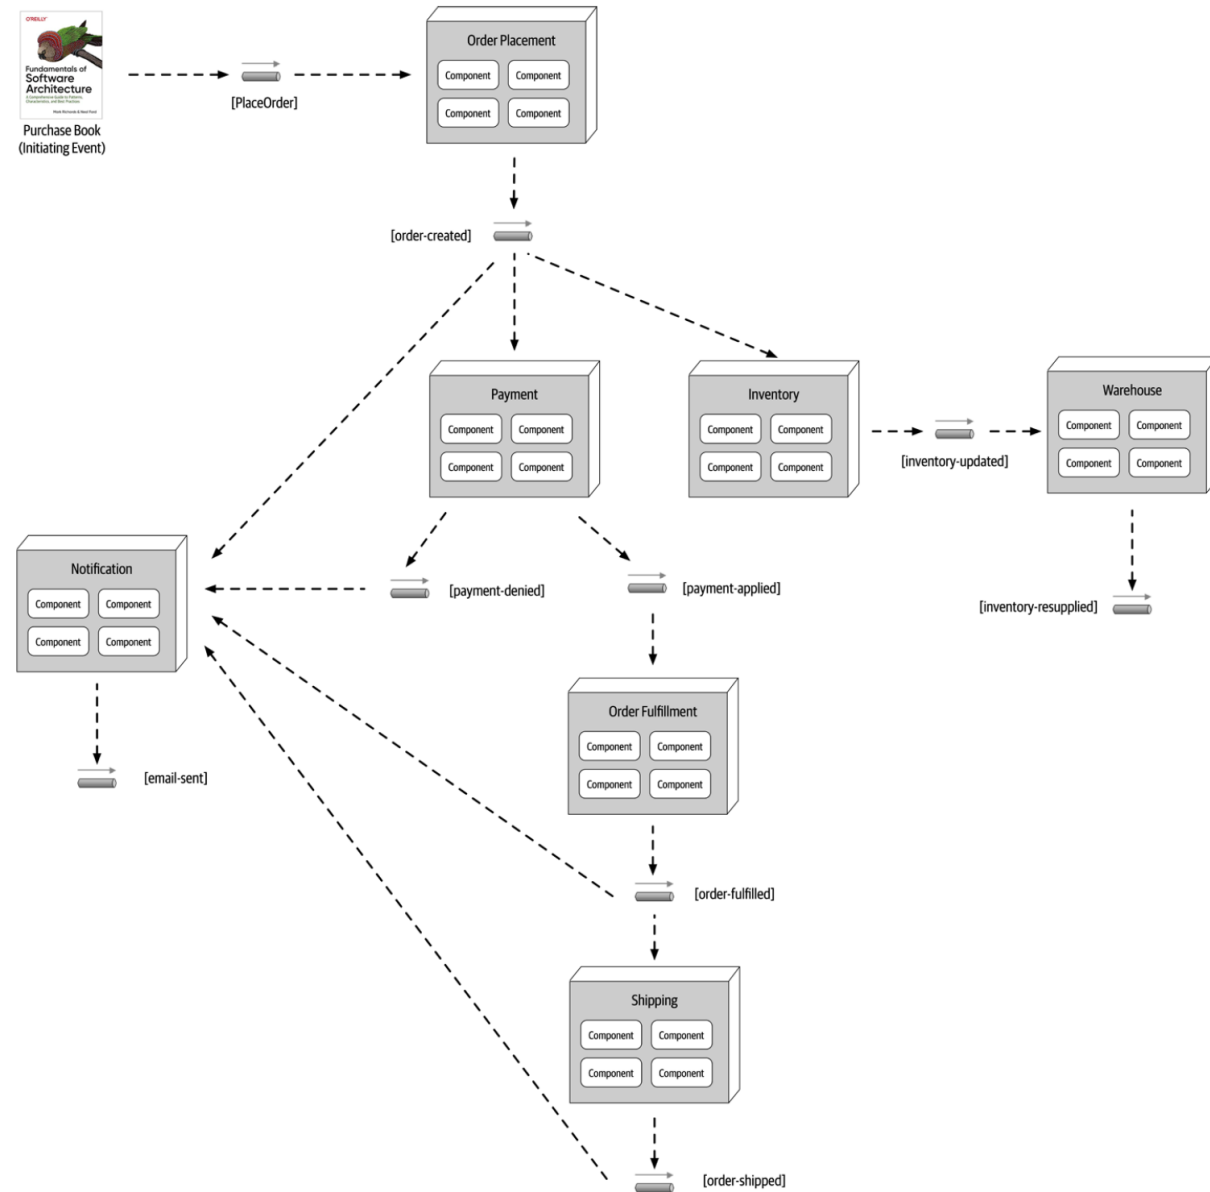 O'REILLY
Fundamentals of
Software
Architecture
Purchase Book
(Initiating Event)
[PlaceOrder]
Order Placement
Component Component
Component Component
[order-created]
Payment
Component Component
Component Component
Inventory
Component Component
Component Component
[inventory-updated]
Warehouse
Component Component
Component Component
Notification
Component Component
Component Component
[payment-denied]
[payment-applied]
[inventory-resupplied]
Order Fulfillment
Component Component
Component Component
[email-sent]
[order-fulfilled]
Shipping
Component Component
Component Component
[order-shipped]